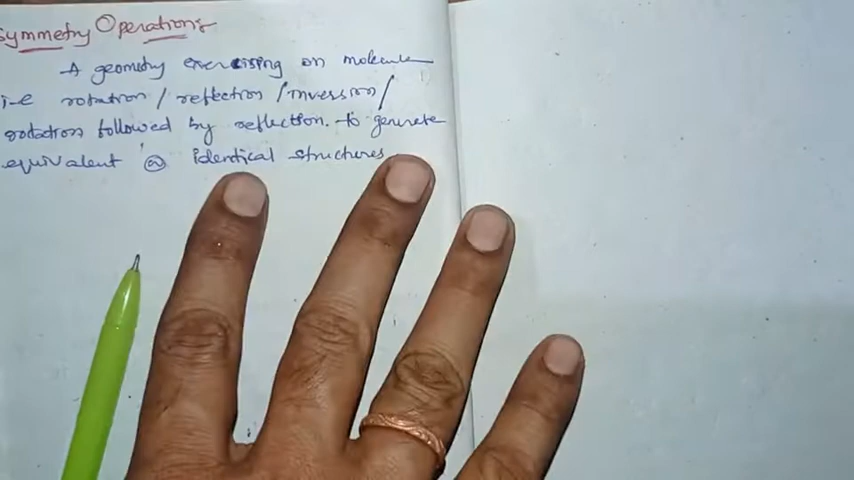 Symmetry Operations
A geometry exercising on molecule
i-e rotation / reflection / inversion /
rotation followed by reflection. to generate
equivalent or identical structures